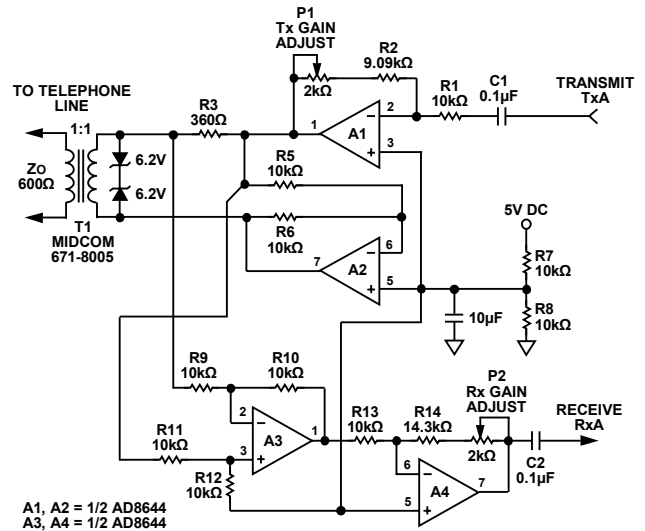 P1
Tx GAIN
ADJUST
2kΩ
R2
9.09kΩ
R1
10kΩ
C1
0.1µF
TRANSMIT
TxA
TO TELEPHONE
LINE
1:1
R3
360Ω
1
2
3
A1
ZO
600Ω
6.2V
6.2V
T1
MIDCOM
671-8005
R5
10kΩ
R6
10kΩ
7
6
5
A2
5V DC
R7
10kΩ
R8
10kΩ
10µF
R9
10kΩ
R10
10kΩ
R11
10kΩ
R12
10kΩ
2
3
1
A3
R13
10kΩ
R14
14.3kΩ
P2
Rx GAIN
ADJUST
2kΩ
RECEIVE
RxA
C2
0.1µF
6
5
7
A4
A1, A2 = 1/2 AD8644
A3, A4 = 1/2 AD8644